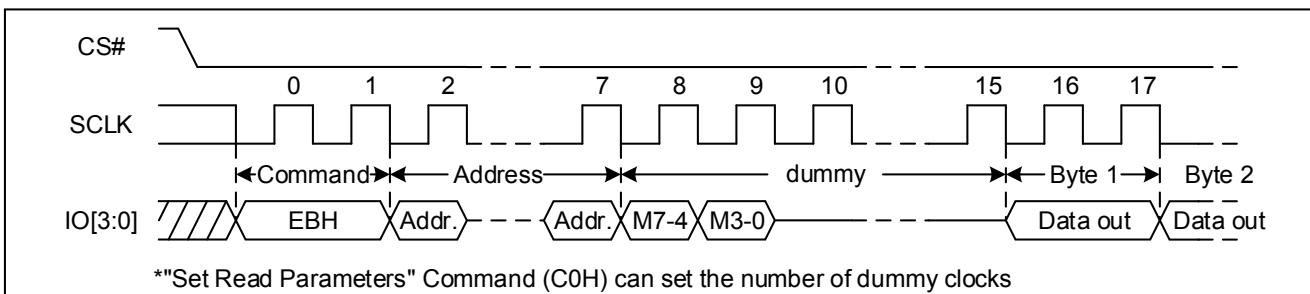 CS#
0 1 2 7 8 9 10 15 16 17
SCLK
Command Address dummy Byte 1 Byte 2
IO[3:0] EBH Addr. Addr. M7-4 M3-0 Data out Data out
*"Set Read Parameters" Command (C0H) can set the number of dummy clocks